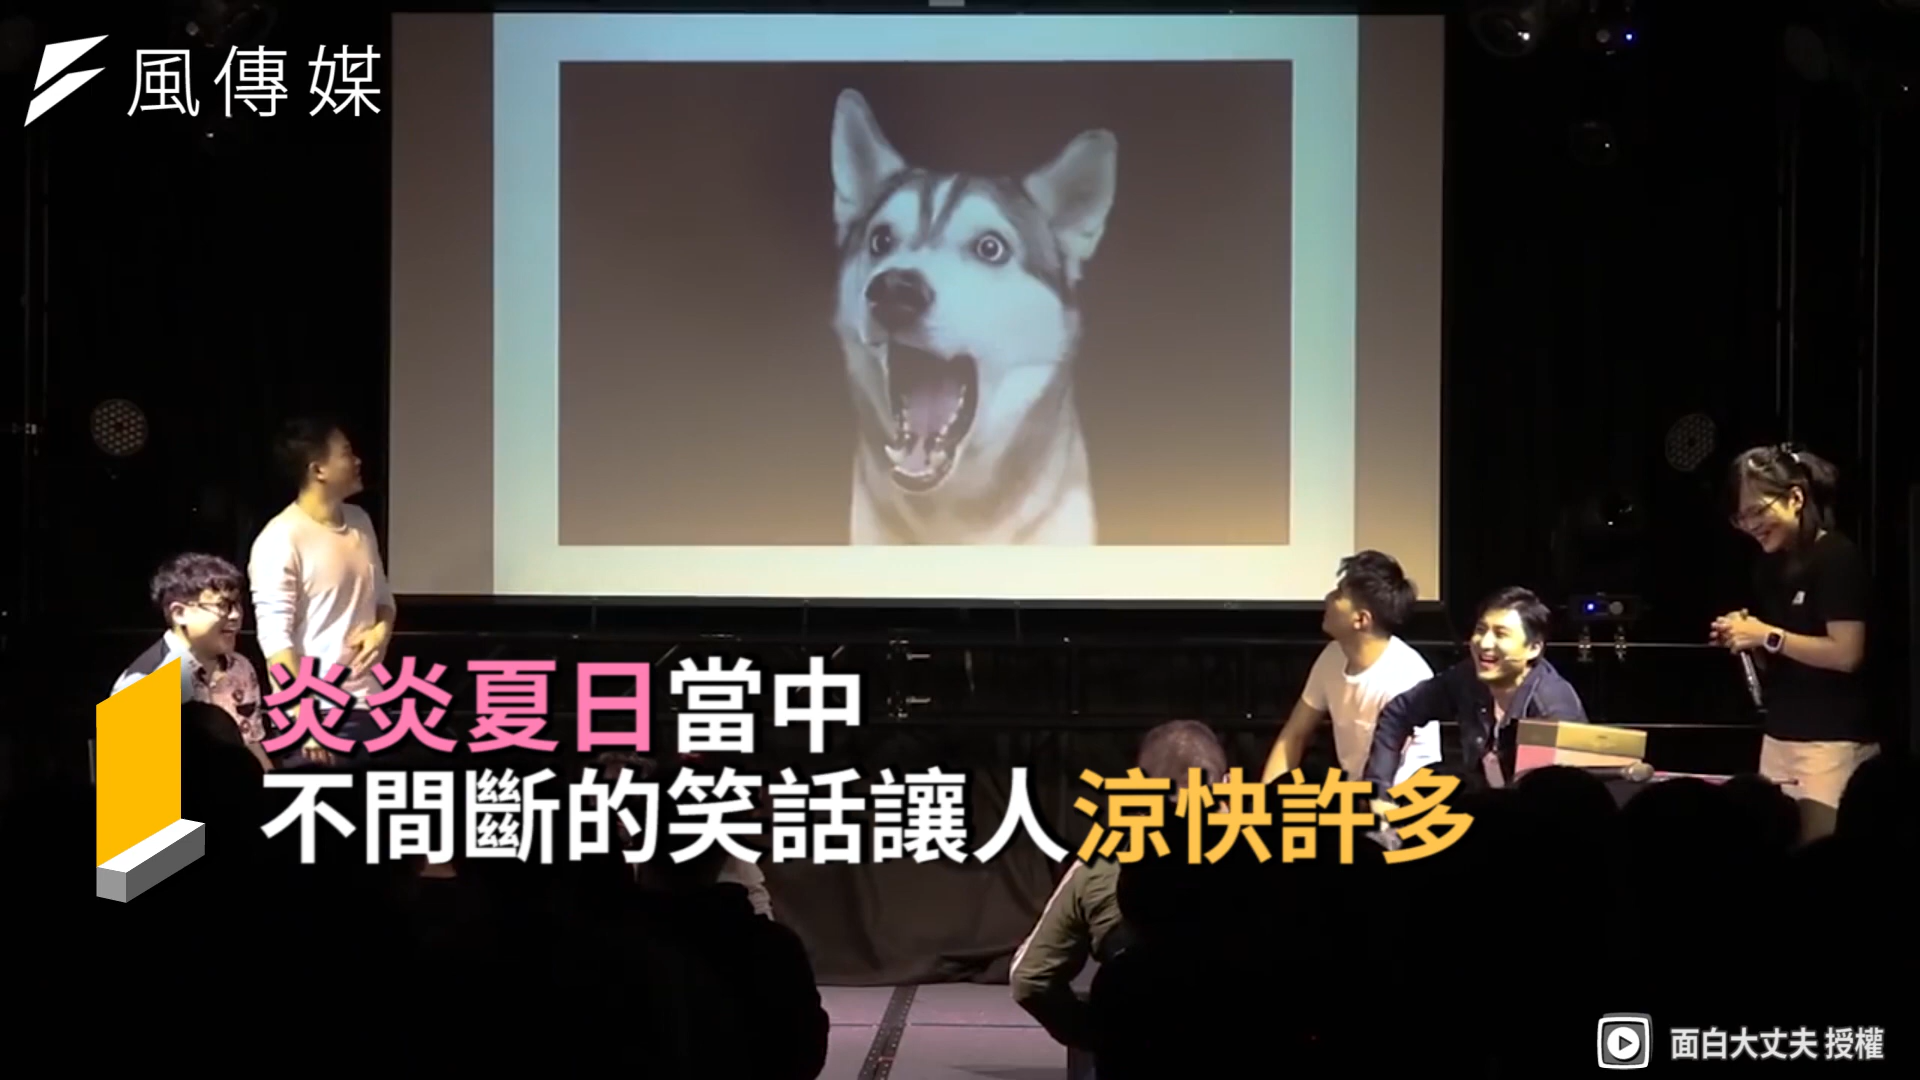 風傳媒
炎炎夏日當中
不間斷的笑話讓人涼快許多
面白大丈夫 授權